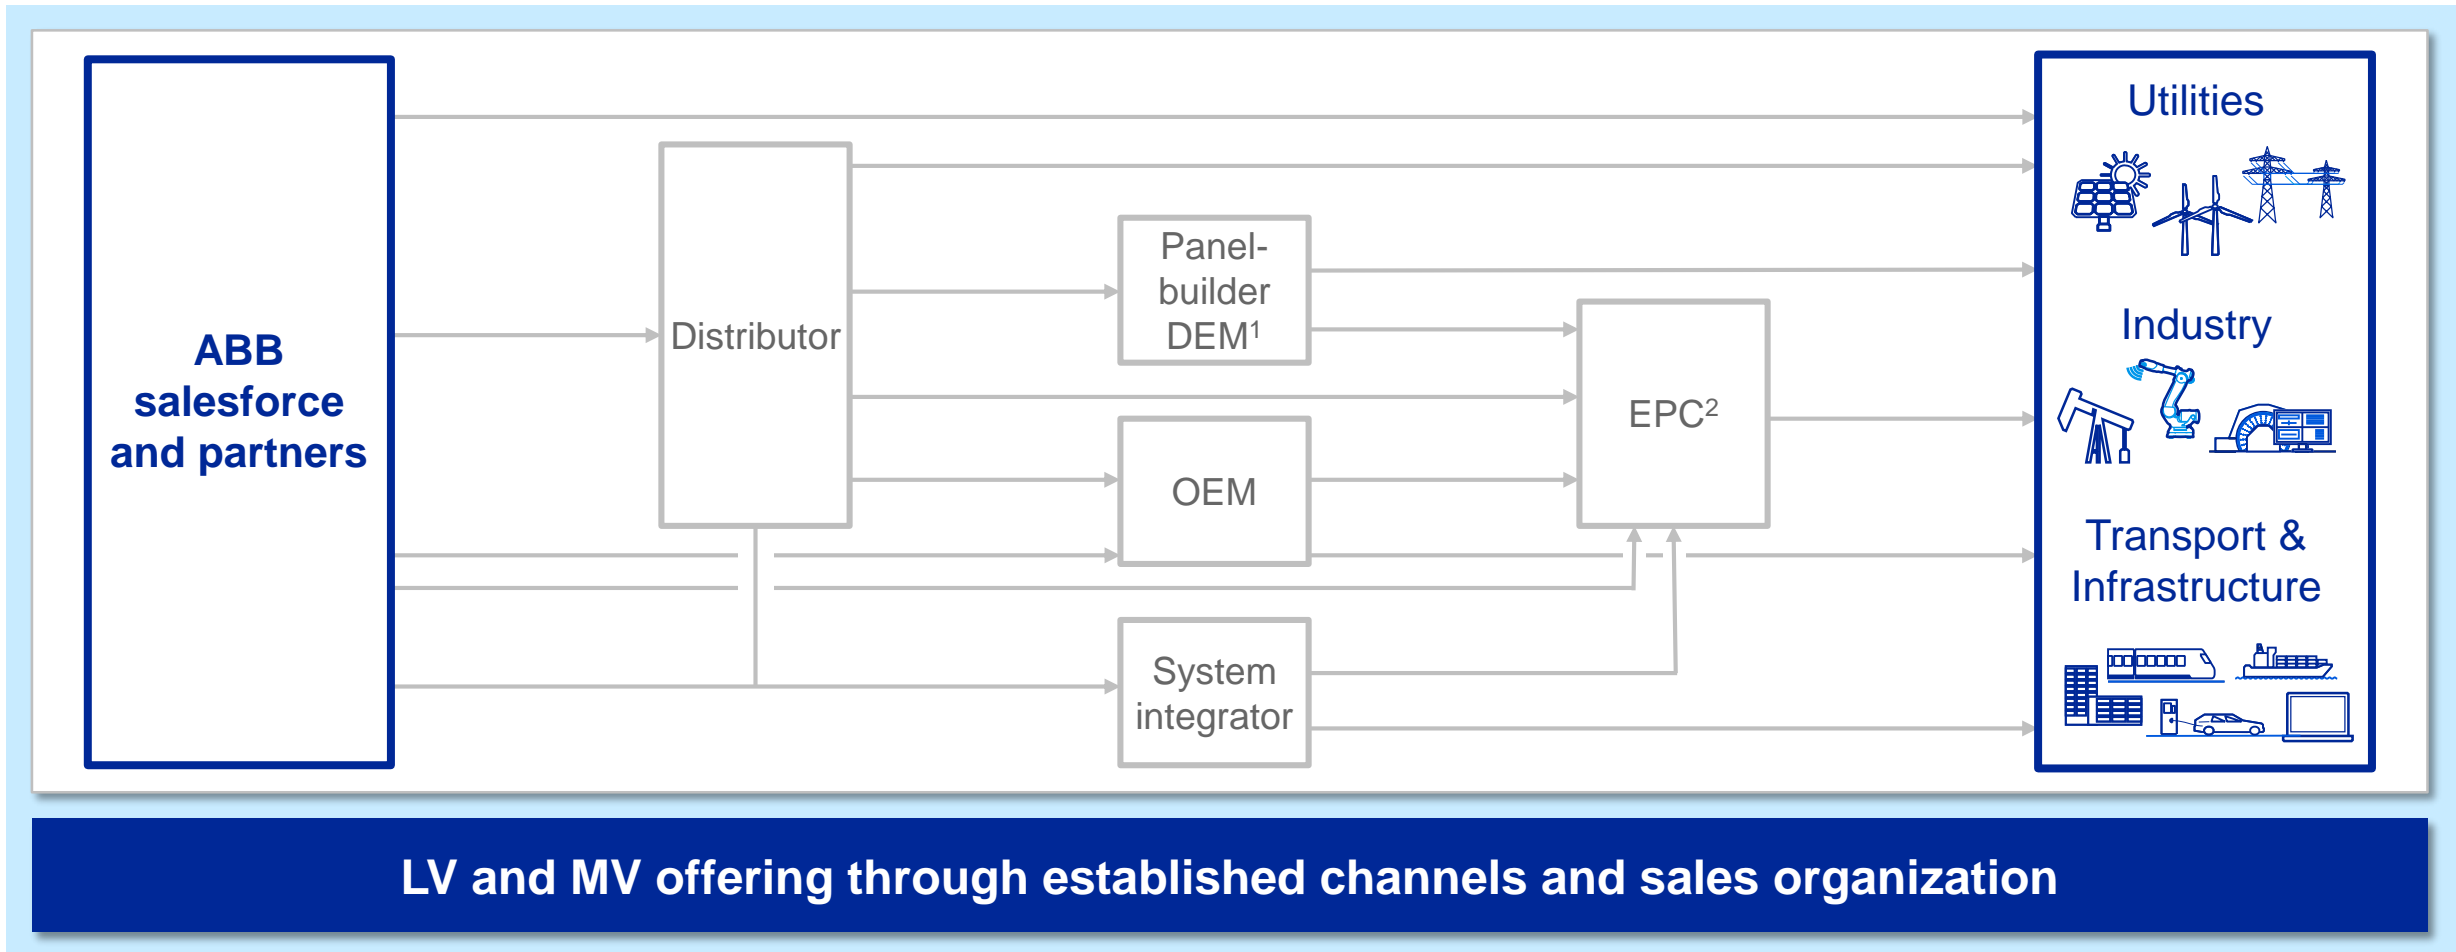 ABB
salesforce
and partners
Distributor
Panel-
builder
DEM¹
OEM
System
integrator
EPC²
Utilities
Industry
Transport &
Infrastructure
LV and MV offering through established channels and sales organization